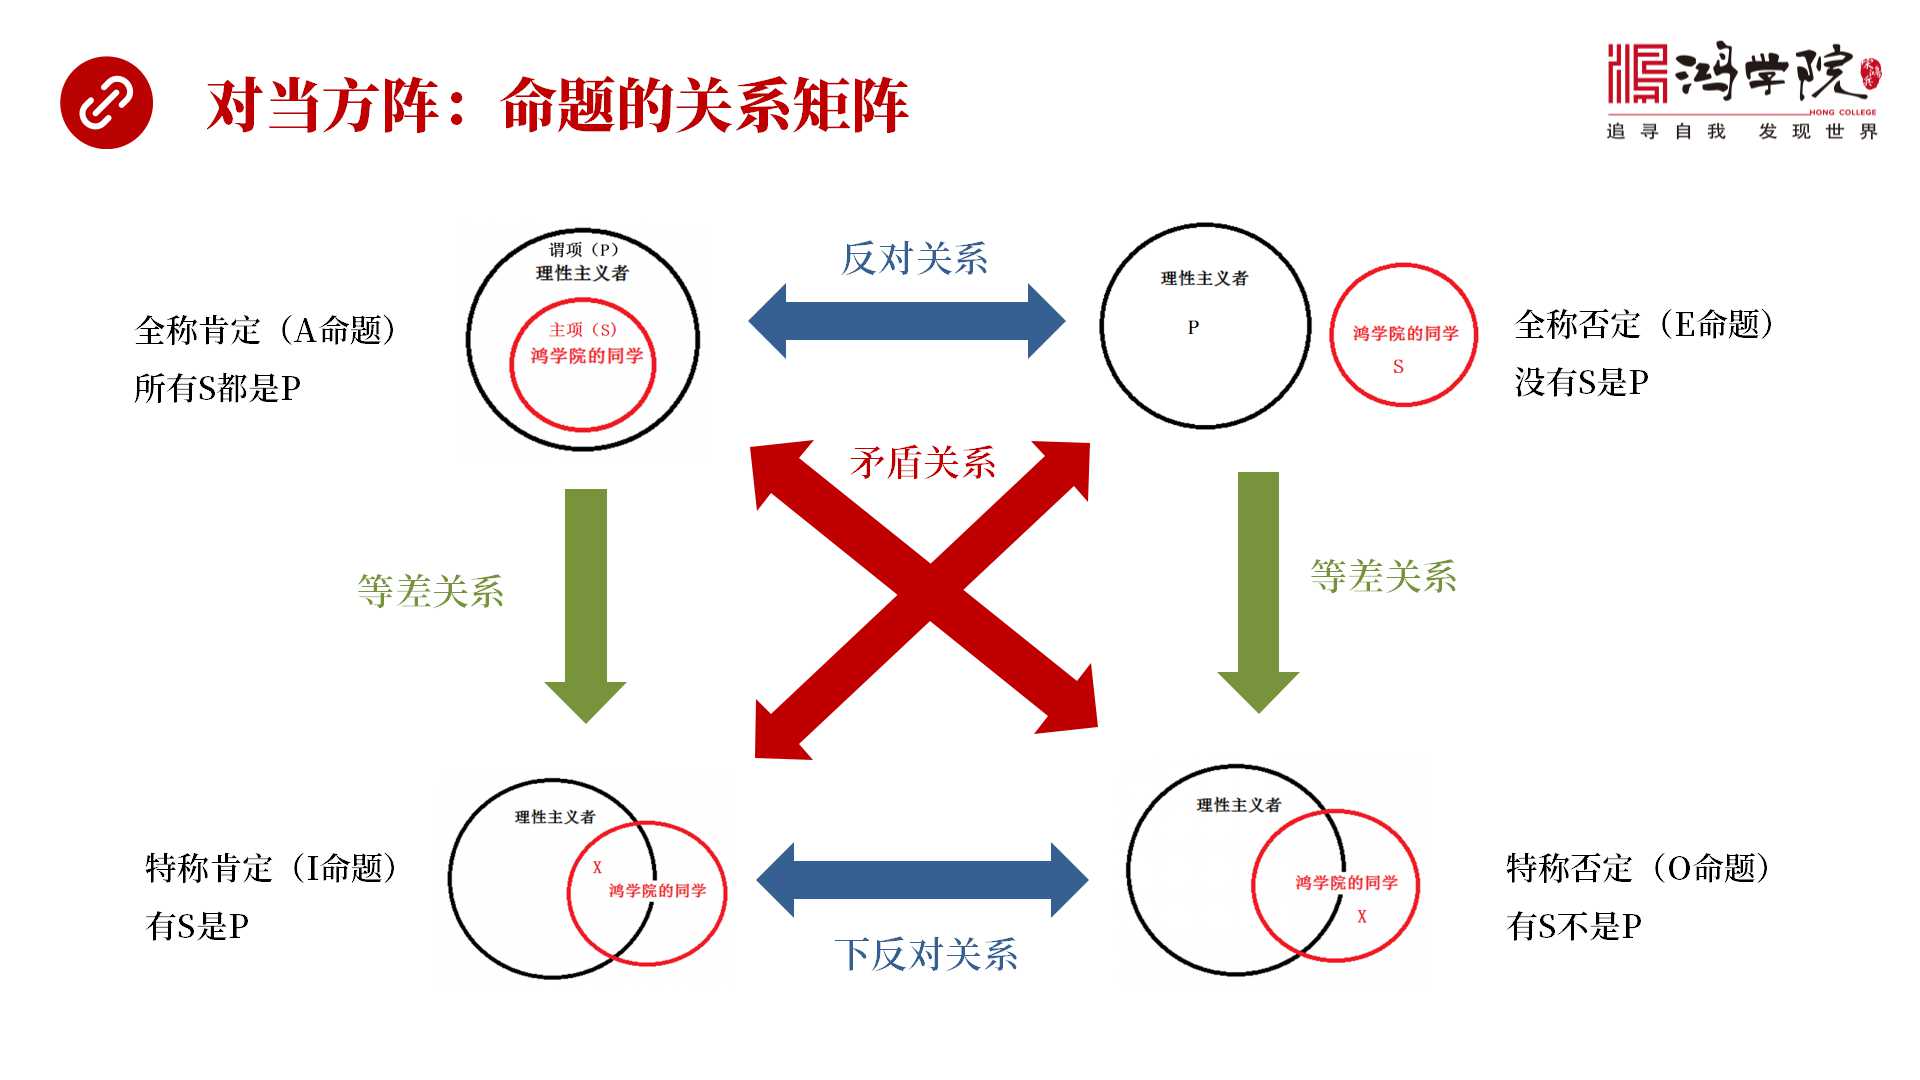 对当方阵：命题的关系矩阵
鸿学院
HONG COLLEGE
追寻自我 发现世界
谓项（P）
理性主义者
主项（S）
鸿学院的同学
全称肯定（A命题）
所有S都是P
反对关系
理性主义者
P
鸿学院的同学
S
全称否定（E命题）
没有S是P
矛盾关系
等差关系
等差关系
理性主义者
X
鸿学院的同学
特称肯定（I命题）
有S是P
下反对关系
理性主义者
鸿学院的同学
X
特称否定（O命题）
有S不是P